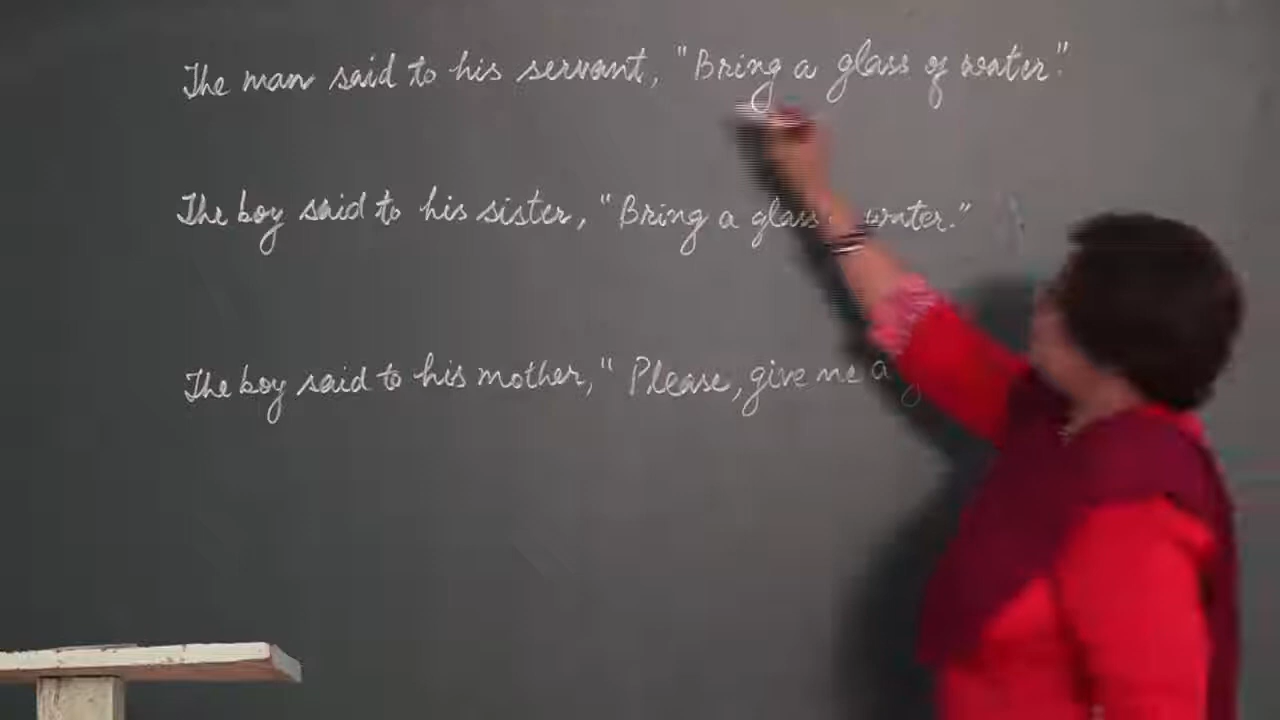 The man said to his servant, "Bring a glass of water."
The boy said to his sister, "Bring a glass water."
The boy said to his mother, " Please, give me a